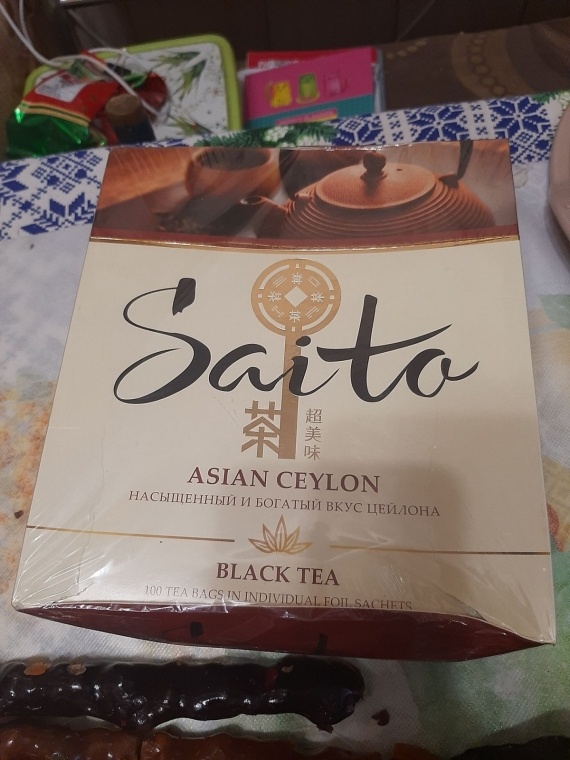 Saito
茶
超美味
ASIAN CEYLON
НАСЫЩЕННЫЙ И БОГАТЫЙ ВКУС ЦЕЙЛОНА
BLACK TEA
100 TEA BAGS IN INDIVIDUAL FOIL SACHETS